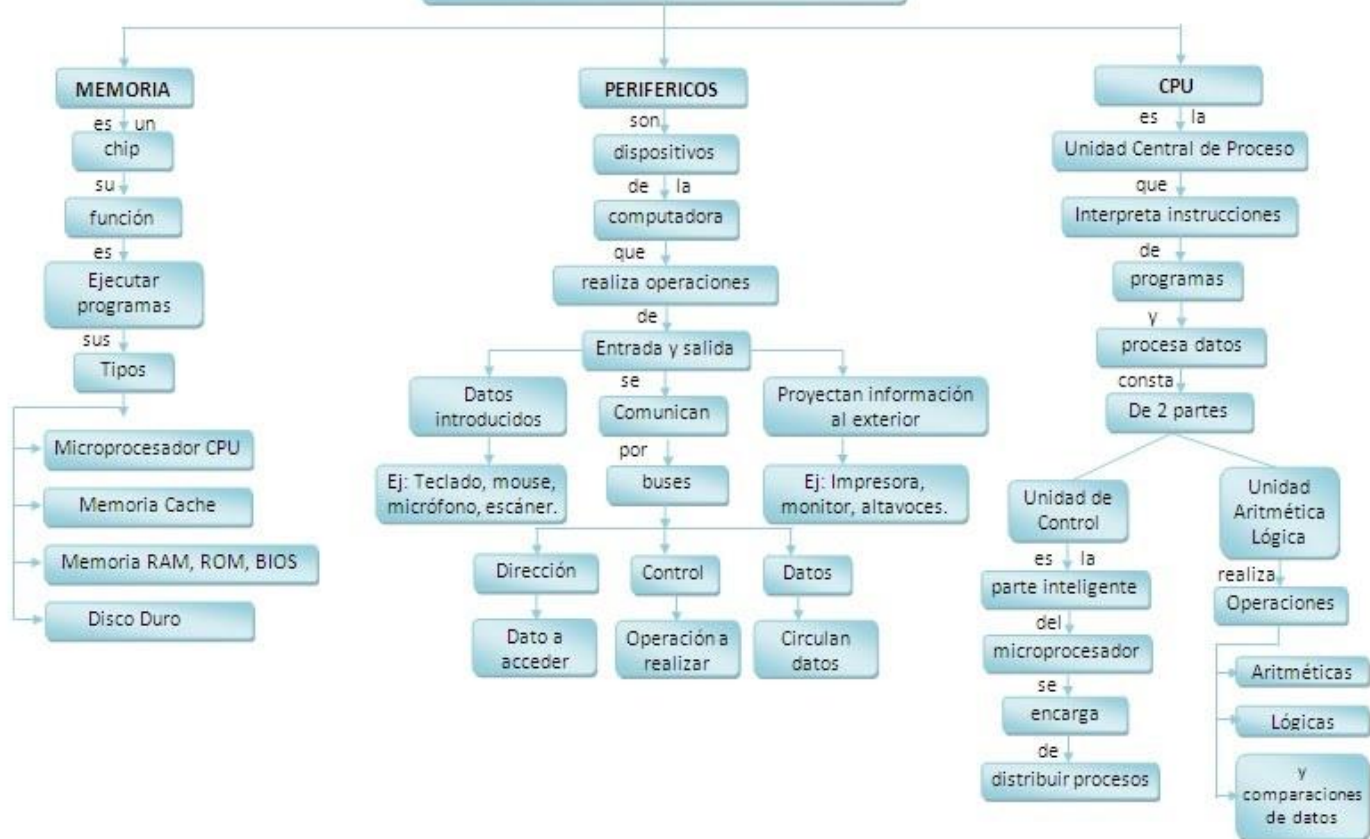 MEMORIA
es un
chip
su
función
es
Ejecutar
programas
sus
Tipos
Microprocesador CPU
Memoria Cache
Memoria RAM, ROM, BIOS
Disco Duro
PERIFERICOS
son
dispositivos
de la
computadora
que
realiza operaciones
de
Entrada y salida
Datos
introducidos
Ej: Teclado, mouse,
micrófono, escáner.
se
Comunican
por
buses
Dirección
Dato a
acceder
Control
Operación a
realizar
Datos
Circulan
datos
Proyectan información
al exterior
Ej: Impresora,
monitor, altavoces.
CPU
es la
Unidad Central de Proceso
que
Interpreta instrucciones
de
programas
y
procesa datos
consta
De 2 partes
Unidad de
Control
es la
parte inteligente
del
microprocesador
se
encarga
de
distribuir procesos
Unidad
Aritmética
Lógica
realiza
Operaciones
Aritméticas
Lógicas
y
comparaciones
de datos